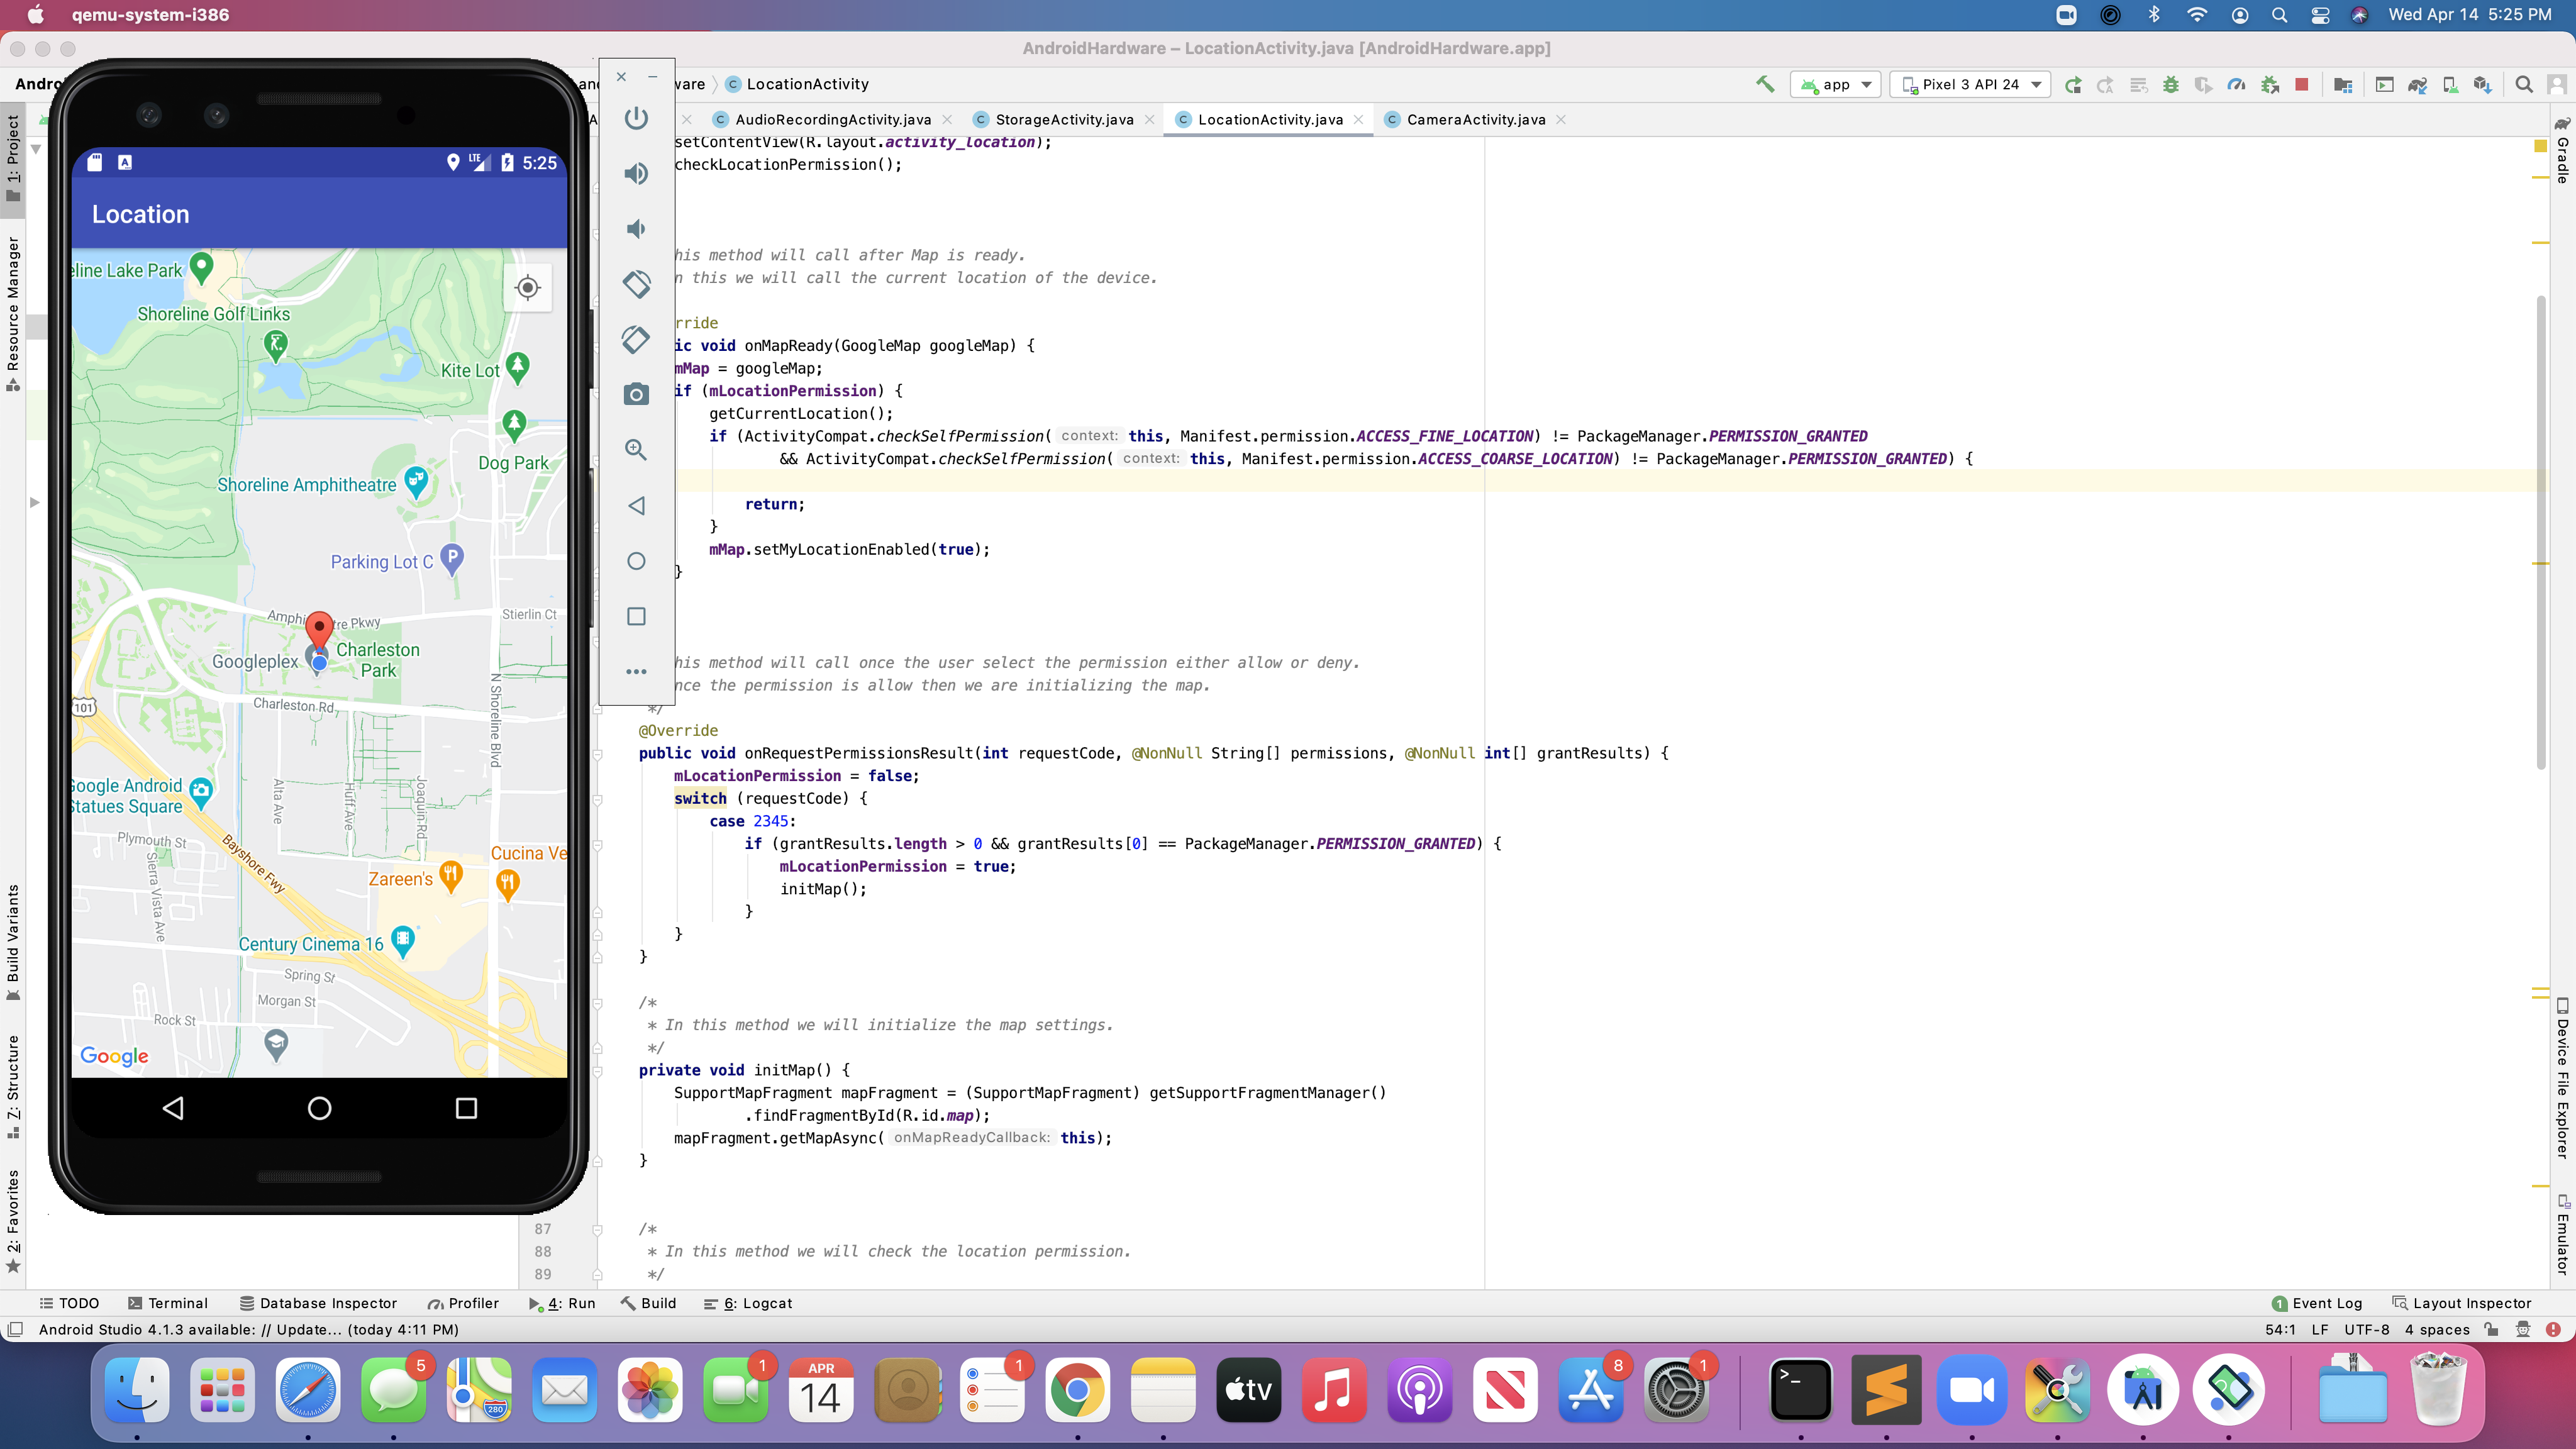 qemu-system-i386
Wed Apr 14 5:25 PM
AndroidHardware – LocationActivity.java [AndroidHardware.app]
LocationActivity
app
Pixel 3 API 24
AudioRecordingActivity.java
StorageActivity.java
LocationActivity.java
CameraActivity.java
1: Project
Resource Manager
Build Variants
7: Structure
2: Favorites
Gradle
Device File Explorer
Emulator
LTE
5:25
Location
eline Lake Park
Shoreline Golf Links
Kite Lot
Dog Park
Shoreline Amphitheatre
Parking Lot C
P
Stierlin Ct
Amphi tre Pkwy
Googleplex
Charleston
Park
N Shoreline Blvd
Charleston Rd
101
Google Android
Statues Square
Alta Ave
Huff Ave
Joaquin Rd
Plymouth St
Sierra Vista Ave
Bayshore Fwy
Cucina Ve
Zareen's
Century Cinema 16
Spring St
Morgan St
Rock St
Google
setContentView(R.layout.activity_location);
checkLocationPermission();
his method will call after Map is ready.
n this we will call the current location of the device.
rride
ic void onMapReady(GoogleMap googleMap) {
mMap = googleMap;
if (mLocationPermission) {
getCurrentLocation();
if (ActivityCompat.checkSelfPermission( context: this, Manifest.permission.ACCESS_FINE_LOCATION) != PackageManager.PERMISSION_GRANTED
&& ActivityCompat.checkSelfPermission( context: this, Manifest.permission.ACCESS_COARSE_LOCATION) != PackageManager.PERMISSION_GRANTED) {
return;
}
mMap.setMyLocationEnabled(true);
}
his method will call once the user select the permission either allow or deny.
nce the permission is allow then we are initializing the map.
*/
@Override
public void onRequestPermissionsResult(int requestCode, @NonNull String[] permissions, @NonNull int[] grantResults) {
mLocationPermission = false;
switch (requestCode) {
case 2345:
if (grantResults.length > 0 && grantResults[0] == PackageManager.PERMISSION_GRANTED) {
mLocationPermission = true;
initMap();
}
}
}
/*
* In this method we will initialize the map settings.
*/
private void initMap() {
SupportMapFragment mapFragment = (SupportMapFragment) getSupportFragmentManager()
.findFragmentById(R.id.map);
mapFragment.getMapAsync( onMapReadyCallback: this);
}
87 /*
88 * In this method we will check the location permission.
89 */
TODO
Terminal
Database Inspector
Profiler
4: Run
Build
6: Logcat
1 Event Log
Layout Inspector
Android Studio 4.1.3 available: // Update... (today 4:11 PM)
54:1 LF UTF-8 4 spaces
5
280
1
APR
14
1
tv
8
1